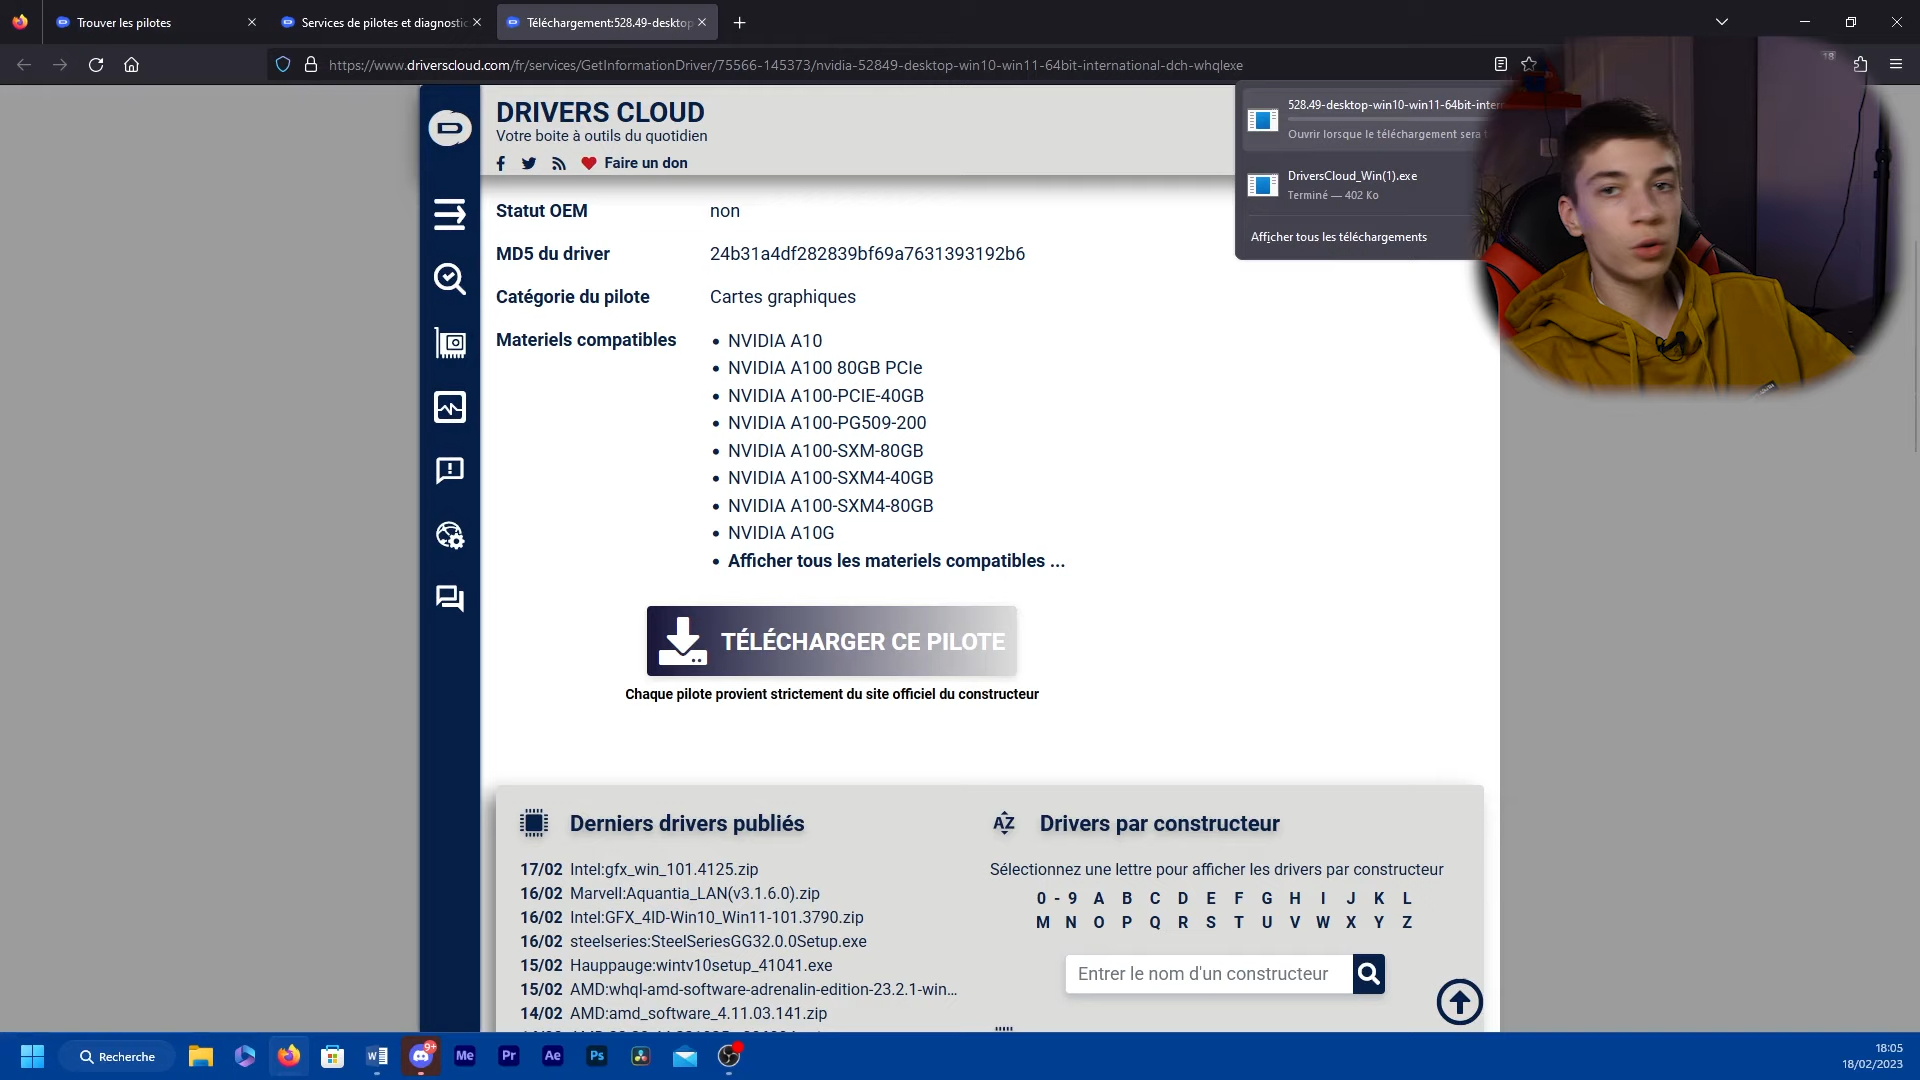 Trouver les pilotes
Services de pilotes et diagnostic
Téléchargement:528.49-desktop
https://www.driverscloud.com/fr/services/GetInformationDriver/75566-145373/nvidia-52849-desktop-win10-win11-64bit-international-dch-whqlexe
18
DRIVERS CLOUD
Votre boite à outils du quotidien
Faire un don
528.49-desktop-win10-win11-64bit-inter
Ouvrir lorsque le téléchargement sera
DriversCloud_Win(1).exe
Terminé — 402 Ko
Afficher tous les téléchargements
Statut OEM non
MD5 du driver 24b31a4df282839bf69a7631393192b6
Catégorie du pilote Cartes graphiques
Materiels compatibles
• NVIDIA A10
• NVIDIA A100 80GB PCIe
• NVIDIA A100-PCIE-40GB
• NVIDIA A100-PG509-200
• NVIDIA A100-SXM-80GB
• NVIDIA A100-SXM4-40GB
• NVIDIA A100-SXM4-80GB
• NVIDIA A10G
• Afficher tous les materiels compatibles ...
TÉLÉCHARGER CE PILOTE
Chaque pilote provient strictement du site officiel du constructeur
Derniers drivers publiés
17/02 Intel:gfx_win_101.4125.zip
16/02 Marvell:Aquantia_LAN(v3.1.6.0).zip
16/02 Intel:GFX_4ID-Win10_Win11-101.3790.zip
16/02 steelseries:SteelSeriesGG32.0.0Setup.exe
15/02 Hauppauge:wintv10setup_41041.exe
15/02 AMD:whql-amd-software-adrenalin-edition-23.2.1-win...
14/02 AMD:amd_software_4.11.03.141.zip
AZ Drivers par constructeur
Sélectionnez une lettre pour afficher les drivers par constructeur
0 - 9 A B C D E F G H I J K L
M N O P Q R S T U V W X Y Z
Entrer le nom d'un constructeur
Recherche
9+
Me
Pr
Ae
Ps
18:05
18/02/2023